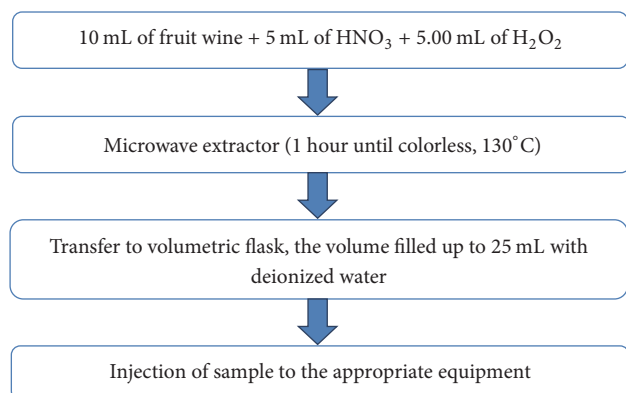 10 mL of fruit wine + 5 mL of HNO₃ + 5.00 mL of H₂O₂
Microwave extractor (1 hour until colorless, 130°C)
Transfer to volumetric flask, the volume filled up to 25 mL with
deionized water
Injection of sample to the appropriate equipment